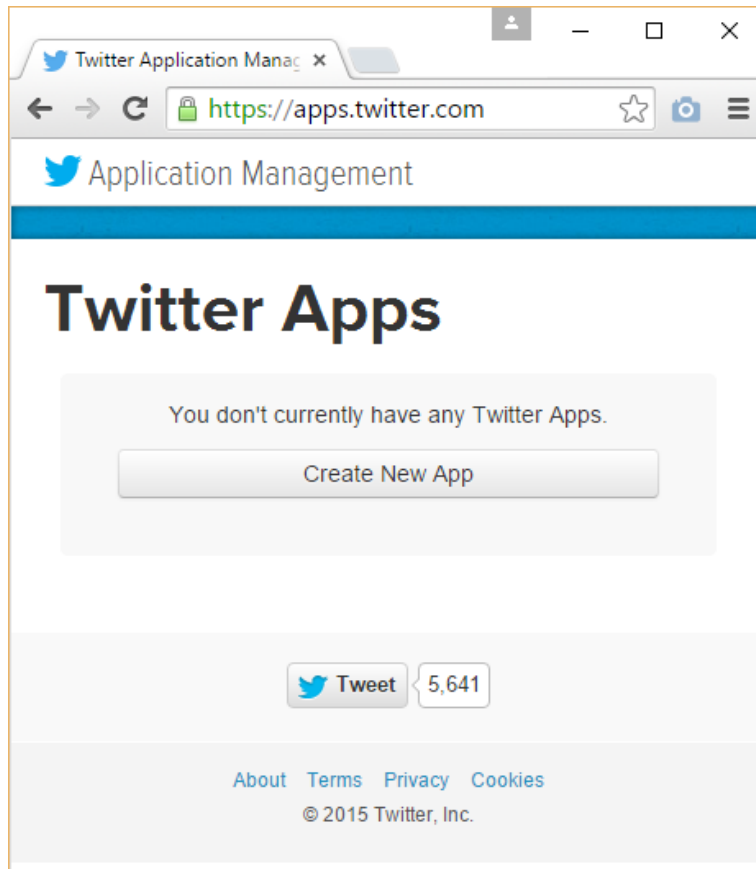 Twitter Application Manag
https://apps.twitter.com
Application Management
Twitter Apps
You don't currently have any Twitter Apps.
Create New App
Tweet 5,641
About Terms Privacy Cookies
© 2015 Twitter, Inc.